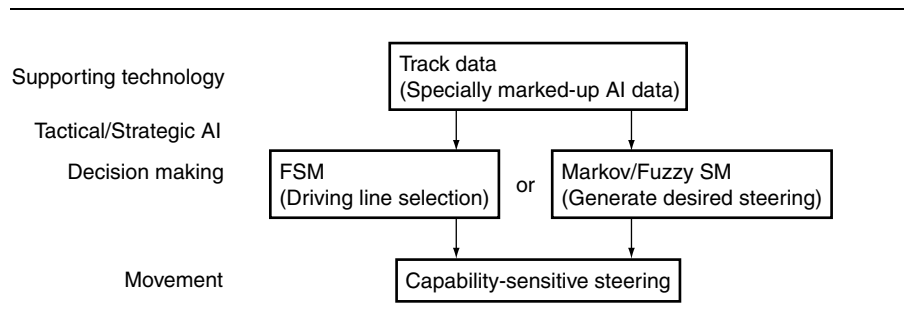 Supporting technology
Track data
(Specially marked-up AI data)
Tactical/Strategic AI
Decision making
FSM
(Driving line selection)
or
Markov/Fuzzy SM
(Generate desired steering)
Movement
Capability-sensitive steering